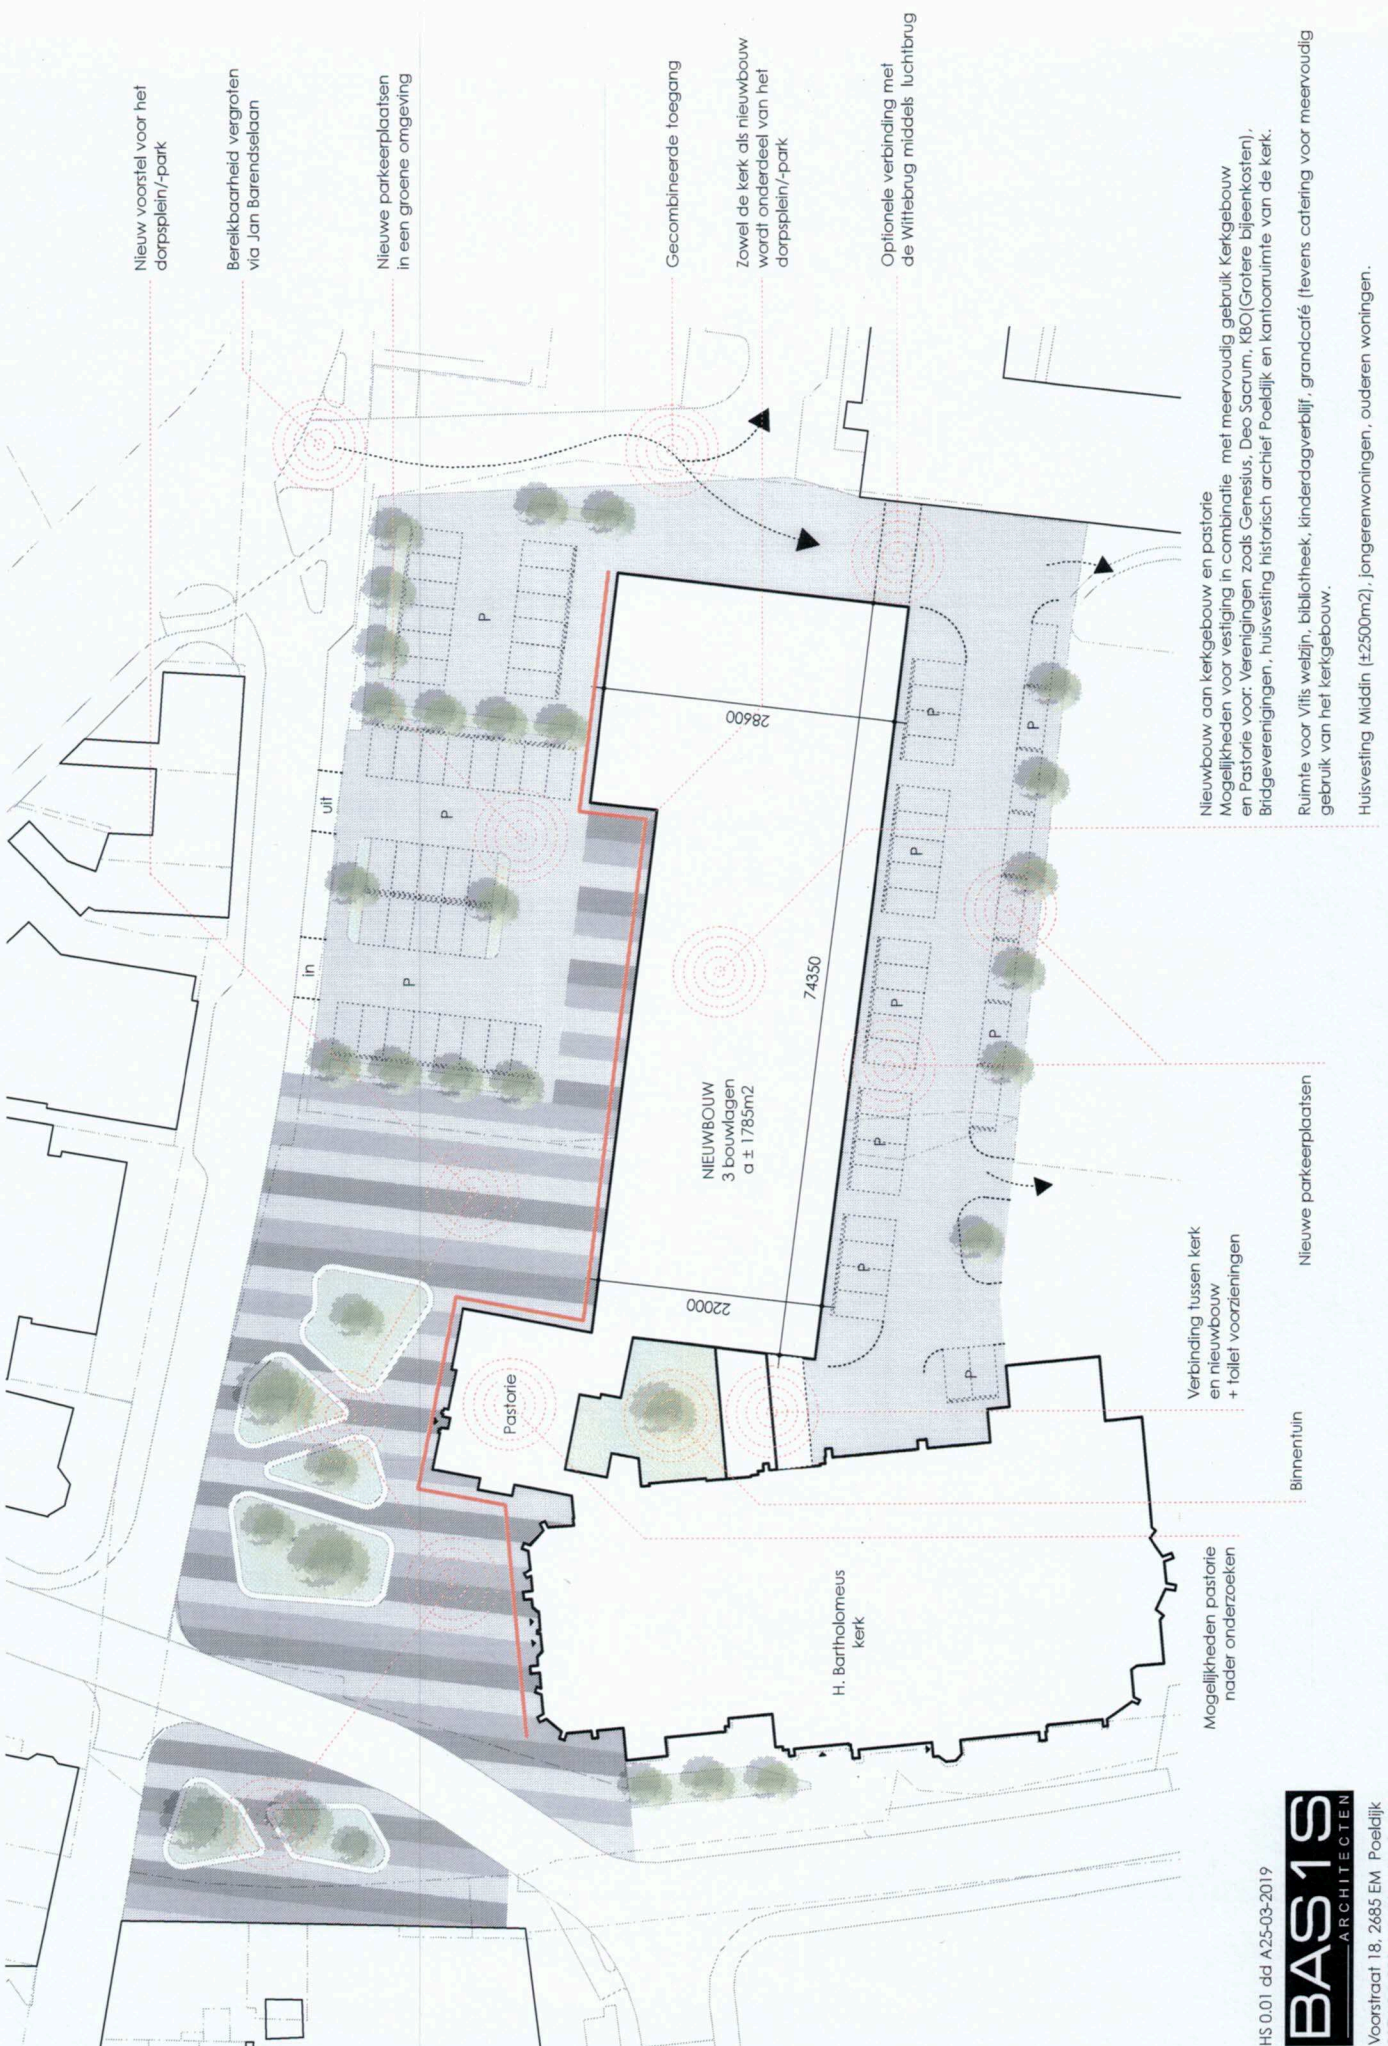 Nieuw voorstel voor het
dorpsplein/-park
Bereikbaarheid vergroten
via Jan Barendselaan
Nieuwe parkeerplaatsen
in een groene omgeving
Gecombineerde toegang
Zowel de kerk als nieuwbouw
wordt onderdeel van het
dorpsplein/-park
Optionele verbinding met
de Wittebrug middels luchtbrug
in
uit
P
P
P
P
P
P
P
P
P
P
P
P
28600
74350
22000
NIEUWBOUW
3 bouwlagen
a ± 1785m2
Pastorie
H. Bartholomeus
kerk
Nieuwbouw aan kerkgebouw en pastorie
Mogelijkheden voor vestiging in combinatie met meervoudig gebruik Kerkgebouw
en Pastorie voor: Verenigingen zoals Genesius, Deo Sacrum, KBO(Grotere bijeenkosten),
Bridgeverenigingen, huisvesting historisch archief Poeldijk en kantoorruimte van de kerk.
Ruimte voor Vitis welzijn, bibliotheek, kinderdagverblijf, grandcafé (tevens catering voor meervoudig
gebruik van het kerkgebouw.
Huisvesting Middin (±2500m2), jongerenwoningen, ouderen woningen.
Nieuwe parkeerplaatsen
Verbinding tussen kerk
en nieuwbouw
+ toilet voorzieningen
Binnentuin
Mogelijkheden pastorie
nader onderzoeken
HS 0.01 dd A25-03-2019
BAS1S
ARCHITECTEN
Voorstraat 18, 2685 EM Poeldijk